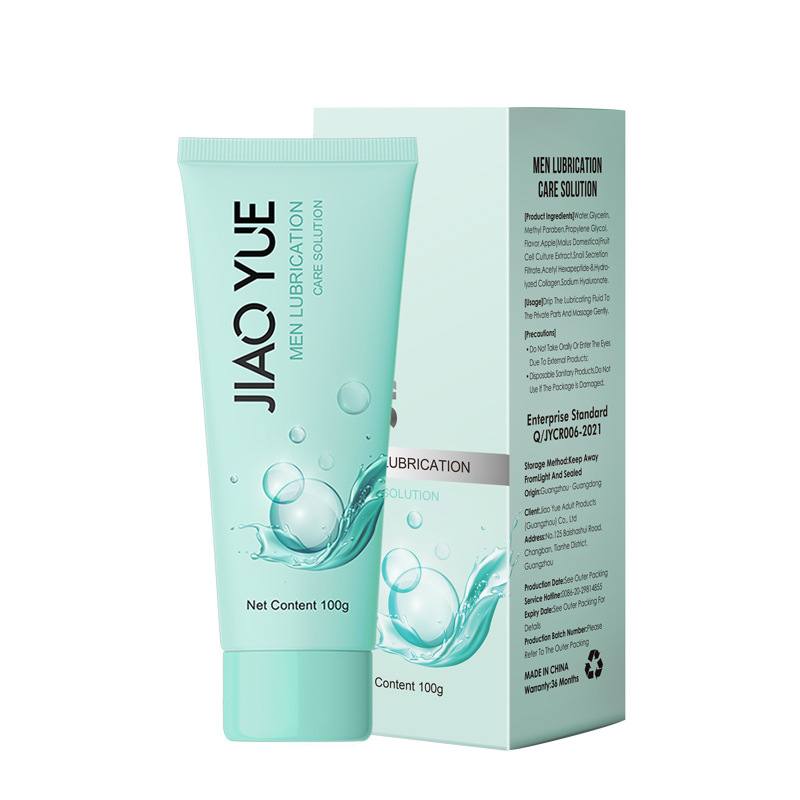 JIAO YUE
MEN LUBRICATION
CARE SOLUTION
Net Content 100g
LUBRICATION
SOLUTION
Content 100g
MEN LUBRICATION
CARE SOLUTION
[Product Ingredients]Water,Glycerin,
Methyl Paraben,Propylene Glycol,
Flavor,Apple(Malus Domestica)Fruit
Cell Culture Extract,Snail Secretion
Filtrate,Acetyl Hexapeptide-8,Hydro-
lyzed Collagen,Sodium Hyaluronate.
[Usage]Drip The Lubricating Fluid To
The Private Parts And Massage Gently.
[Precautions]
• Do Not Take Orally Or Enter The Eyes
Due To External Products;
• Disposable Sanitary Products,Do Not
Use If The Package Is Damaged.
Enterprise Standard
Q/JYCR006-2021
Storage Method:Keep Away
FromLight And Sealed
Origin:Guangzhou · Guangdong
Client:Jiao Yue Adult Products
(Guangzhou) Co., Ltd
Address:No.125 Baishashui Road,
Changban, Tianhe District,
Guangzhou
Production Date:See Outer Packing
Service Hotline:0086-20-29814855
Expiry Date:See Outer Packing For
Details
Production Batch Number:Please
Refer To The Outer Packing
MADE IN CHINA
Warranty:36 Months